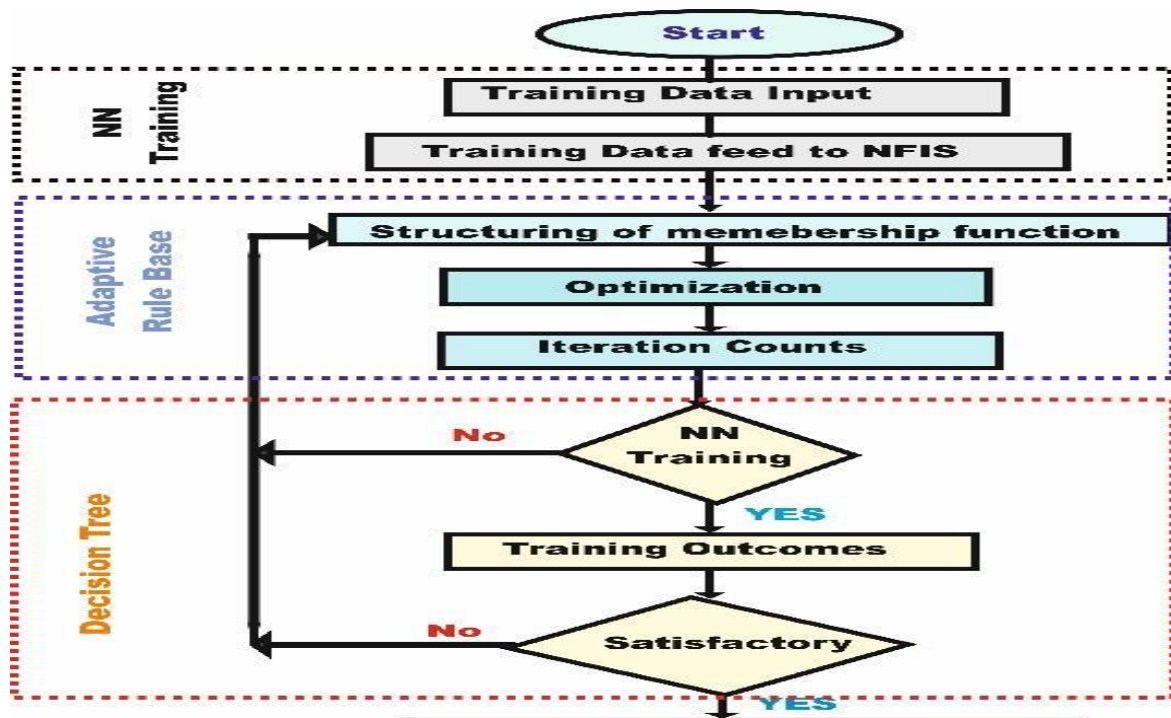 Start
NN
Training
Training Data Input
Training Data feed to NFIS
Adaptive
Rule Base
Structuring of memebership function
Optimization
Iteration Counts
Decision Tree
No
NN
Training
YES
Training Outcomes
No
Satisfactory
YES